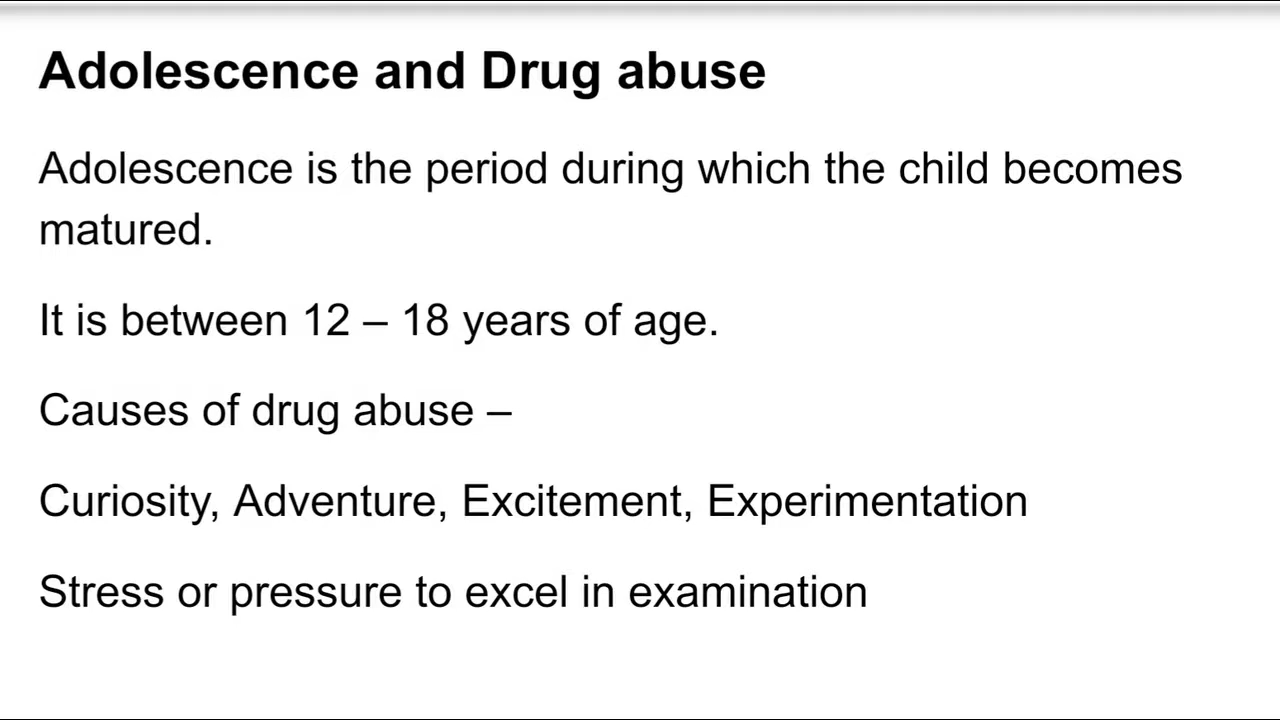 Adolescence and Drug abuse
Adolescence is the period during which the child becomes
matured.
It is between 12 – 18 years of age.
Causes of drug abuse –
Curiosity, Adventure, Excitement, Experimentation
Stress or pressure to excel in examination